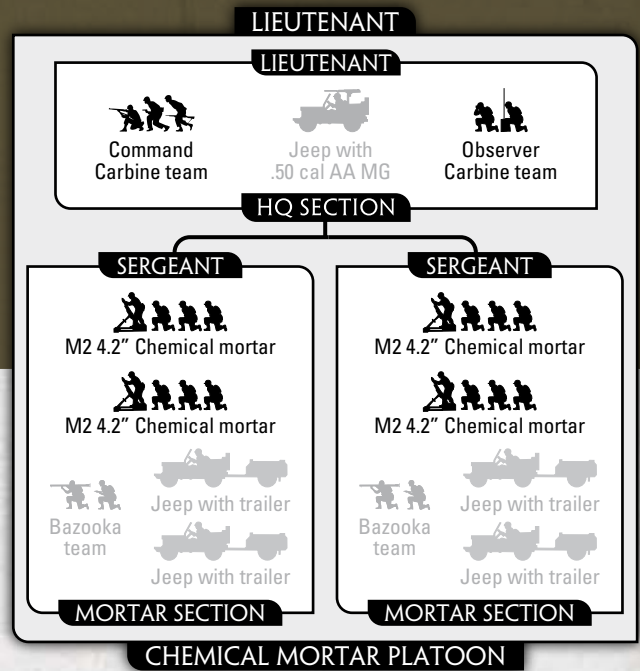 LIEUTENANT
LIEUTENANT
Command
Carbine team
Jeep with
.50 cal AA MG
Observer
Carbine team
HQ SECTION
SERGEANT
M2 4.2” Chemical mortar
M2 4.2” Chemical mortar
Bazooka
team
Jeep with trailer
Jeep with trailer
MORTAR SECTION
SERGEANT
M2 4.2” Chemical mortar
M2 4.2” Chemical mortar
Bazooka
team
Jeep with trailer
Jeep with trailer
MORTAR SECTION
CHEMICAL MORTAR PLATOON